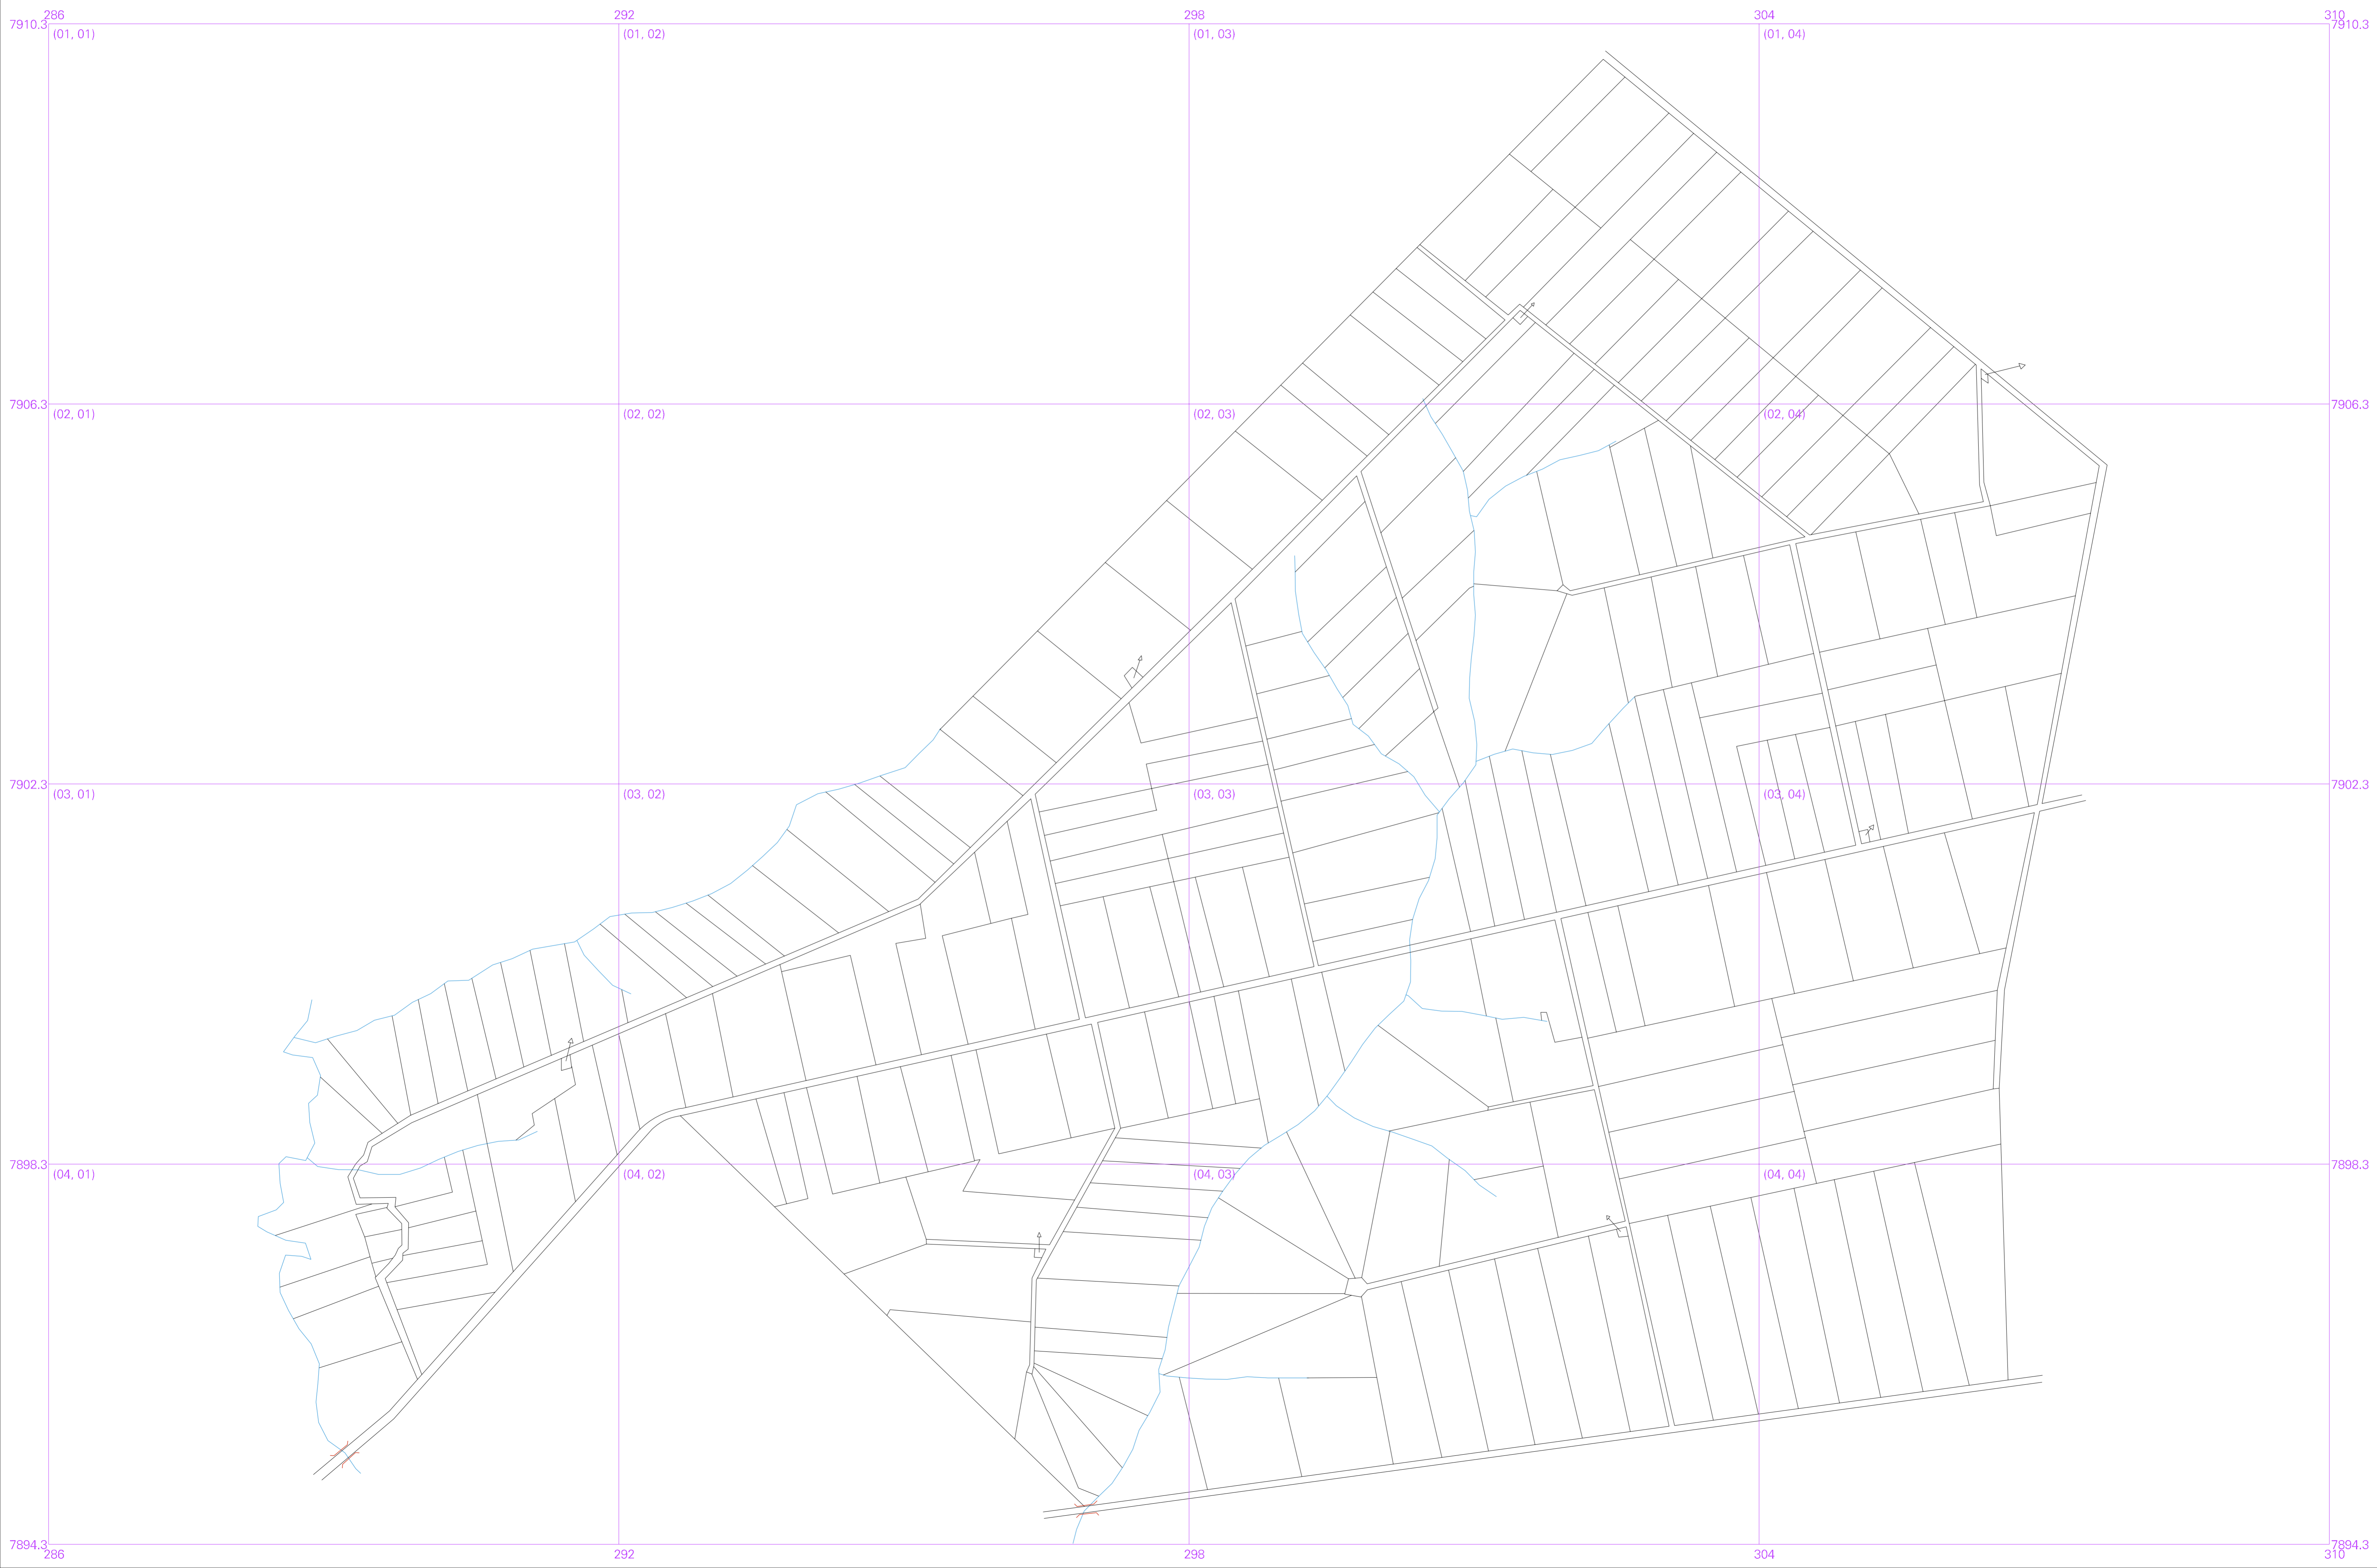 286 292 298 304 310
7910.3 7910.3
(01, 01) (01, 02) (01, 03) (01, 04)
7906.3 7906.3
(02, 01) (02, 02) (02, 03) (02, 04)
7902.3 7902.3
(03, 01) (03, 02) (03, 03) (03, 04)
7898.3 7898.3
(04, 01) (04, 02) (04, 03) (04, 04)
7894.3 7894.3
286 292 298 304 310